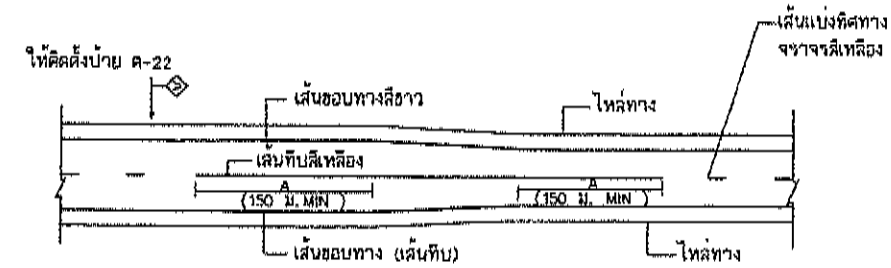 เส้นแบ่งทิศทาง
จราจรสีเหลือง
ให้ติดตั้งป้าย ต-22
เส้นขอบทางสีขาว
ไหล่ทาง
เส้นทึบสีเหลือง
A
(150 ม. MIN )
A
(150 ม. MIN )
เส้นขอบทาง (เส้นทึบ)
ไหล่ทาง